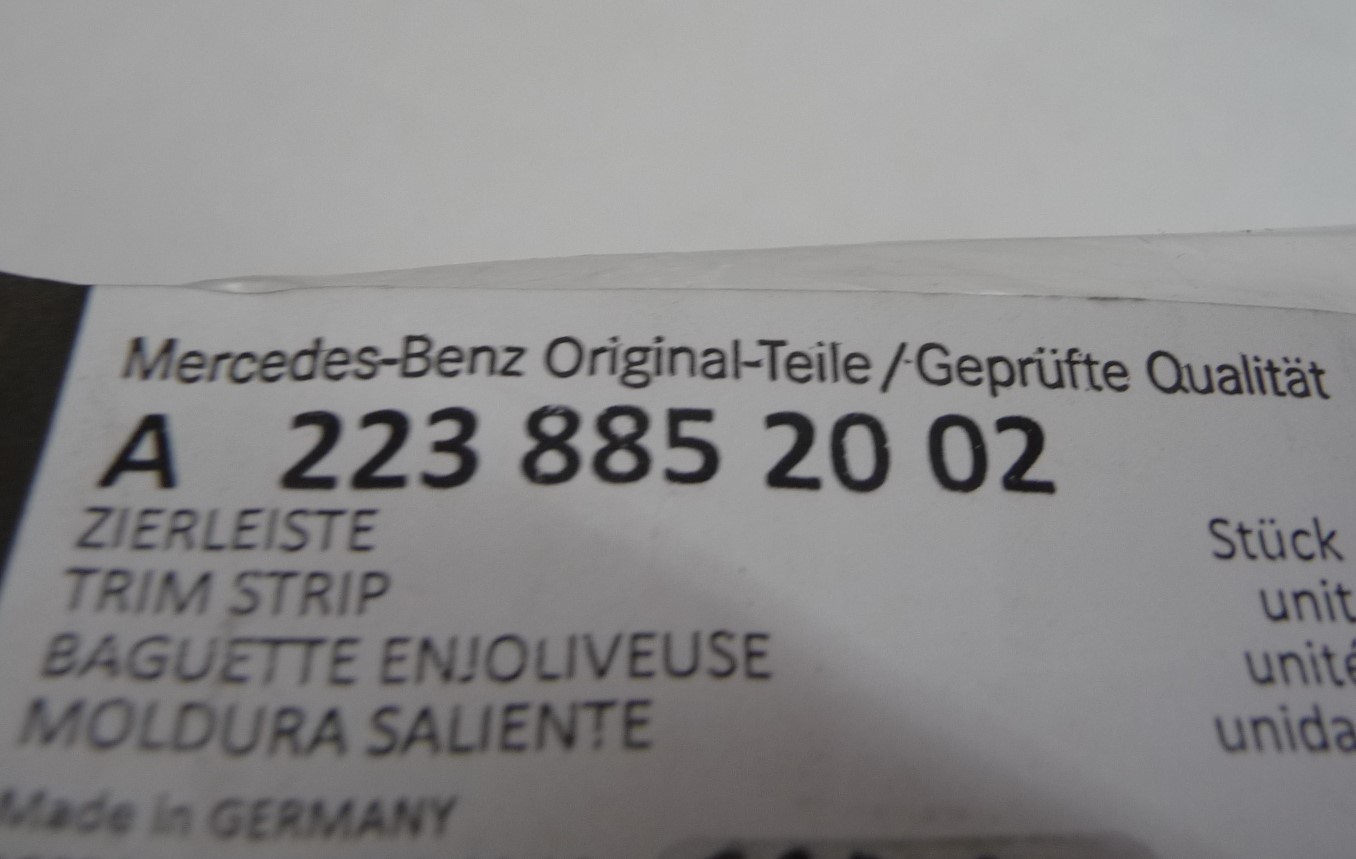 Mercedes-Benz Original-Teile / Geprüfte Qualität
A 223 885 20 02
ZIERLEISTE
Stück
TRIM STRIP
unit
BAGUETTE ENJOLIVEUSE
unité
MOLDURA SALIENTE
unida
Made in GERMANY